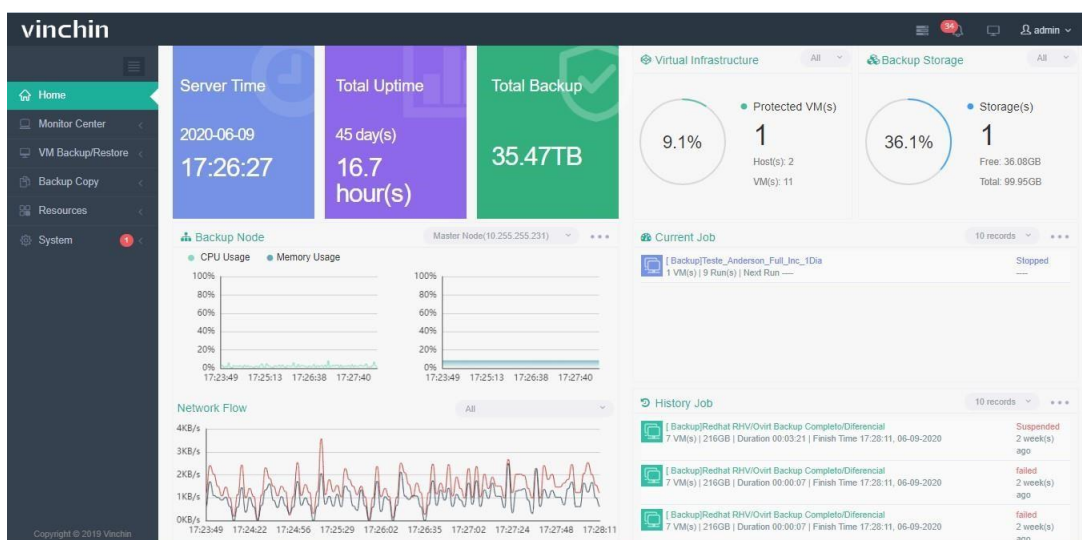 vinchin
34
admin
Home
Monitor Center
VM Backup/Restore
Backup Copy
Resources
System
1
Copyright © 2019 Vinchin
Server Time
2020-06-09
17:26:27
Total Uptime
45 day(s)
16.7
hour(s)
Total Backup
35.47TB
Virtual Infrastructure
All
9.1%
Protected VM(s)
1
Host(s): 2
VM(s): 11
Backup Storage
All
36.1%
Storage(s)
1
Free: 36.08GB
Total: 99.95GB
Backup Node
Master Node(10.255.255.231)
CPU Usage
Memory Usage
100%
80%
60%
40%
20%
0%
17:23:49 17:25:13 17:26:38 17:27:40
100%
80%
60%
40%
20%
0%
17:23:49 17:25:13 17:26:38 17:27:40
Network Flow
All
4KB/s
3KB/s
2KB/s
1KB/s
0KB/s
17:23:49 17:24:22 17:24:56 17:25:29 17:26:02 17:26:35 17:27:02 17:27:24 17:27:48 17:28:11
Current Job
10 records
[ Backup]Teste_Anderson_Full_Inc_1Dia
1 VM(s) | 9 Run(s) | Next Run ----
Stopped
----
History Job
10 records
[ Backup]Redhat RHV/Ovirt Backup Completo/Diferencial
7 VM(s) | 216GB | Duration 00:03:21 | Finish Time 17:28:11, 06-09-2020
Suspended
2 week(s)
ago
[ Backup]Redhat RHV/Ovirt Backup Completo/Diferencial
7 VM(s) | 216GB | Duration 00:00:07 | Finish Time 17:28:11, 06-09-2020
failed
2 week(s)
ago
[ Backup]Redhat RHV/Ovirt Backup Completo/Diferencial
7 VM(s) | 216GB | Duration 00:00:07 | Finish Time 17:28:11, 06-09-2020
failed
2 week(s)
ago